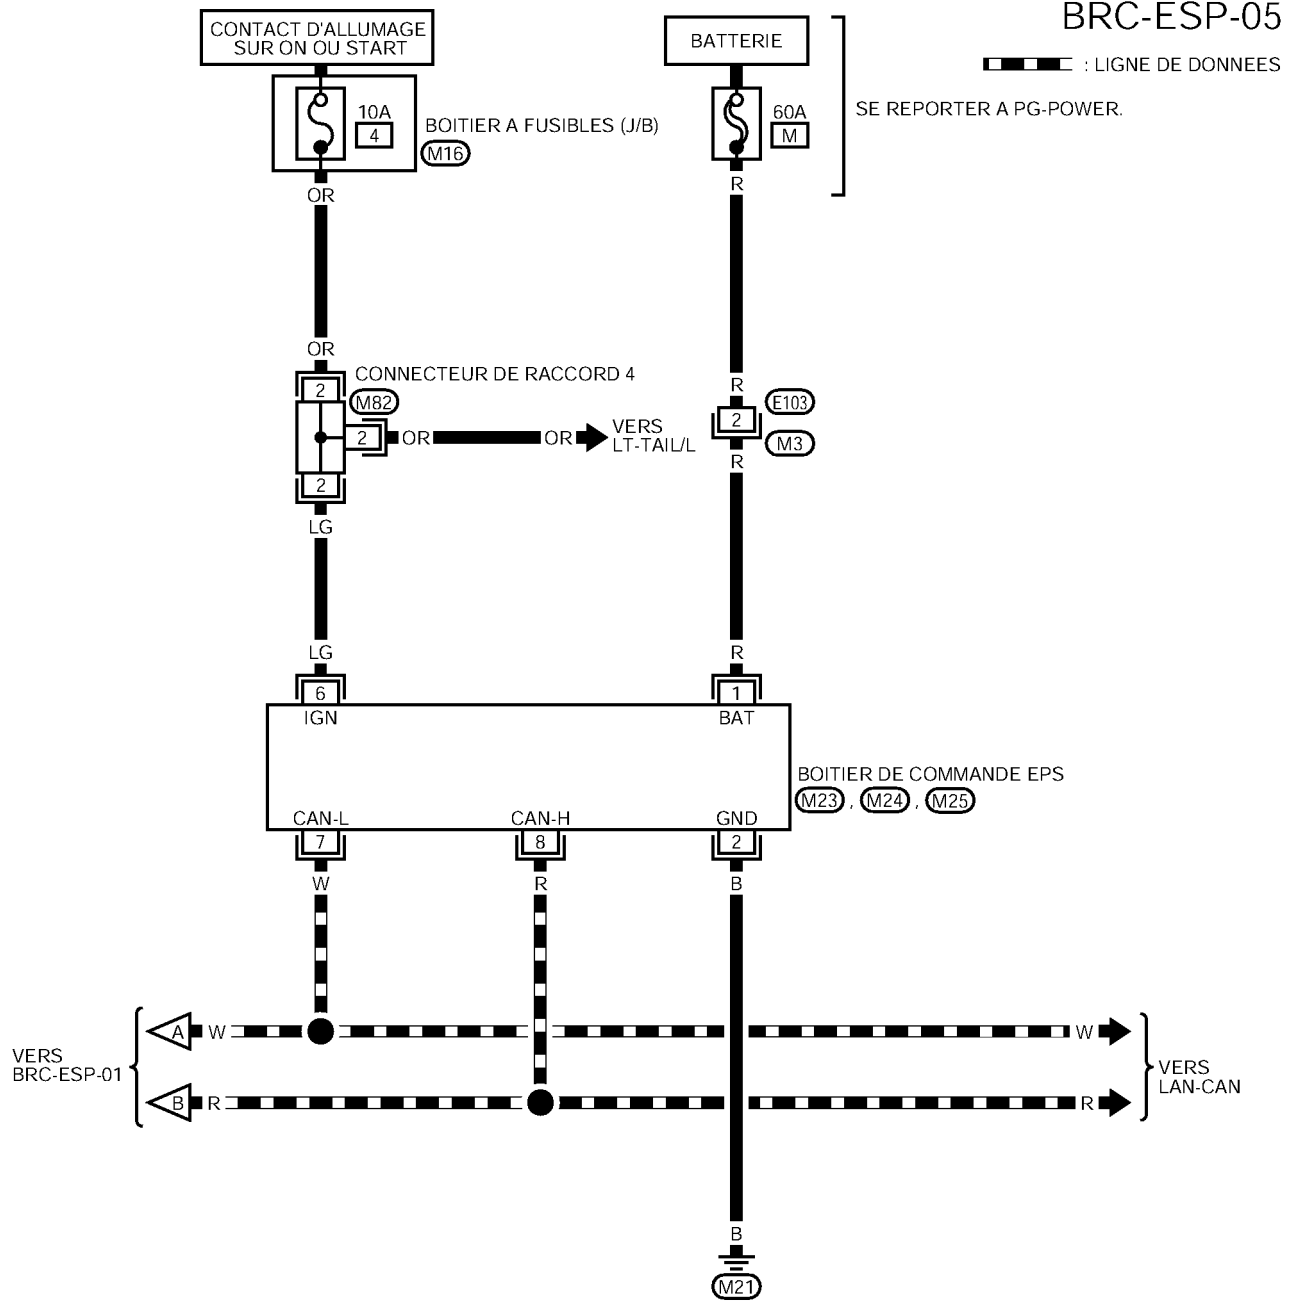 BRC-ESP-05
: LIGNE DE DONNEES
CONTACT D'ALLUMAGE
SUR ON OU START
BATTERIE
10A
4
BOITIER A FUSIBLES (J/B)
M16
60A
M
SE REPORTER A PG-POWER.
OR
R
OR
R
2
CONNECTEUR DE RACCORD 4
M82
2
OR
OR
VERS
LT-TAIL/L
2
E103
M3
2
R
LG
LG
R
6
1
IGN
BAT
BOITIER DE COMMANDE EPS
M23 , M24 , M25
CAN-L
CAN-H
GND
7
8
2
W
R
B
A
W
W
VERS
BRC-ESP-01
VERS
LAN-CAN
B
R
R
B
M21